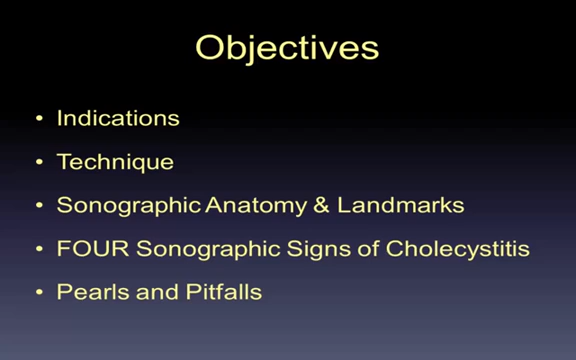 Objectives
• Indications
• Technique
• Sonographic Anatomy & Landmarks
• FOUR Sonographic Signs of Cholecystitis
• Pearls and Pitfalls